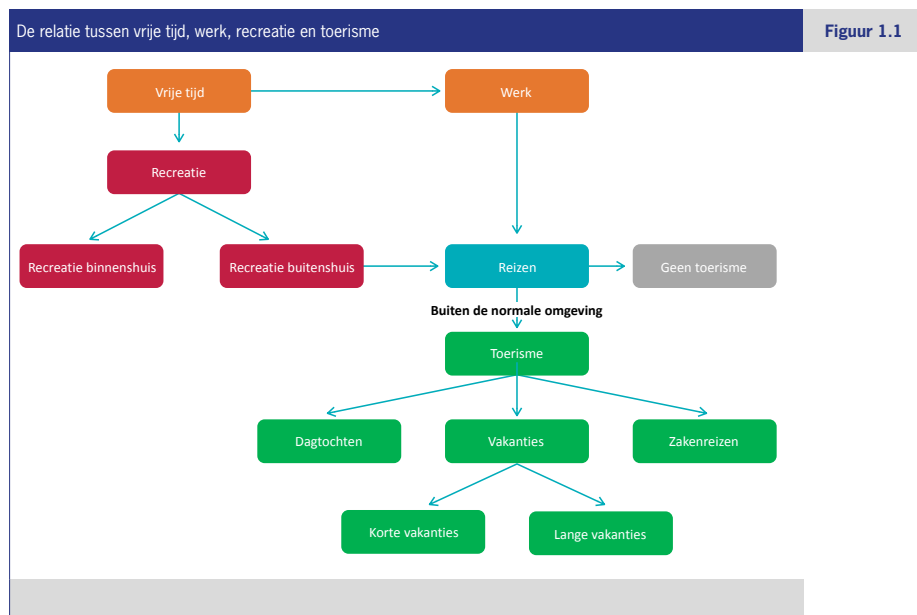 De relatie tussen vrije tijd, werk, recreatie en toerisme
Figuur 1.1
Vrije tijd
Werk
Recreatie
Recreatie binnenshuis
Recreatie buitenshuis
Reizen
Geen toerisme
Buiten de normale omgeving
Toerisme
Dagtochten
Vakanties
Zakenreizen
Korte vakanties
Lange vakanties